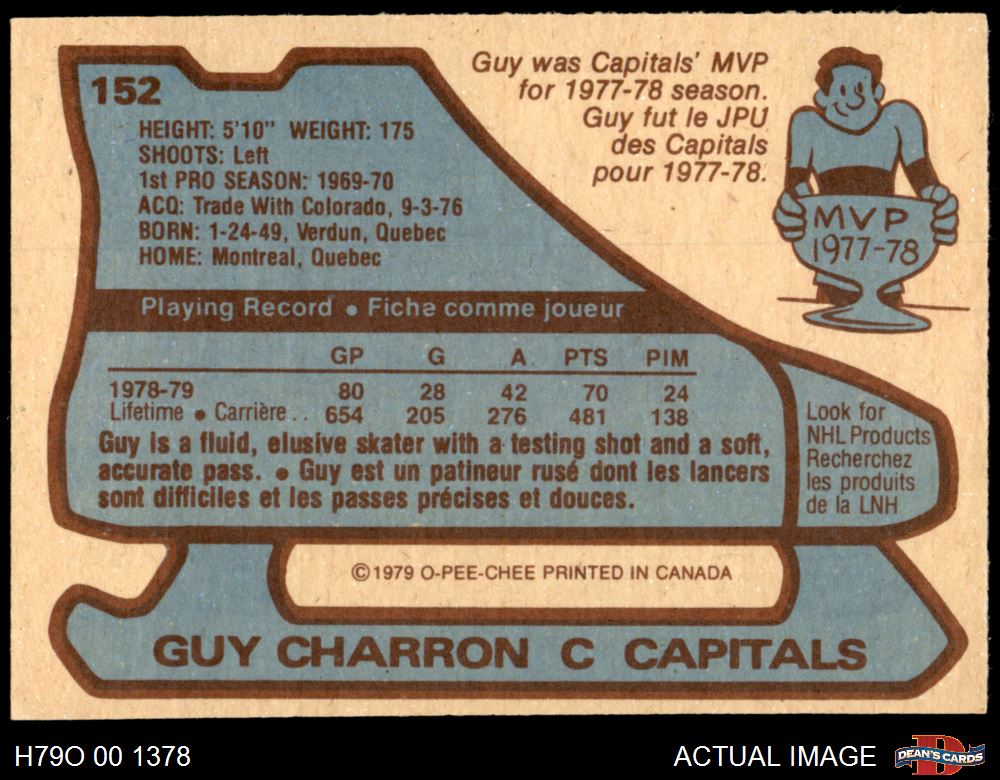 152
HEIGHT: 5'10" WEIGHT: 175
SHOOTS: Left
1st PRO SEASON: 1969-70
ACQ: Trade With Colorado, 9-3-76
BORN: 1-24-49, Verdun, Quebec
HOME: Montreal, Quebec
Guy was Capitals' MVP
for 1977-78 season.
Guy fut le JPU
des Capitals
pour 1977-78.
MVP
1977-78
Playing Record • Fiche comme joueur
GP G A PTS PIM
1978-79 80 28 42 70 24
Lifetime • Carrière .. 654 205 276 481 138
Guy is a fluid, elusive skater with a testing shot and a soft,
accurate pass. • Guy est un patineur rusé dont les lancers
sont difficiles et les passes précises et douces.
Look for
NHL Products
Recherchez
les produits
de la LNH
©1979 O-PEE-CHEE PRINTED IN CANADA
GUY CHARRON C CAPITALS
H79O 00 1378
ACTUAL IMAGE
DEAN'S CARDS